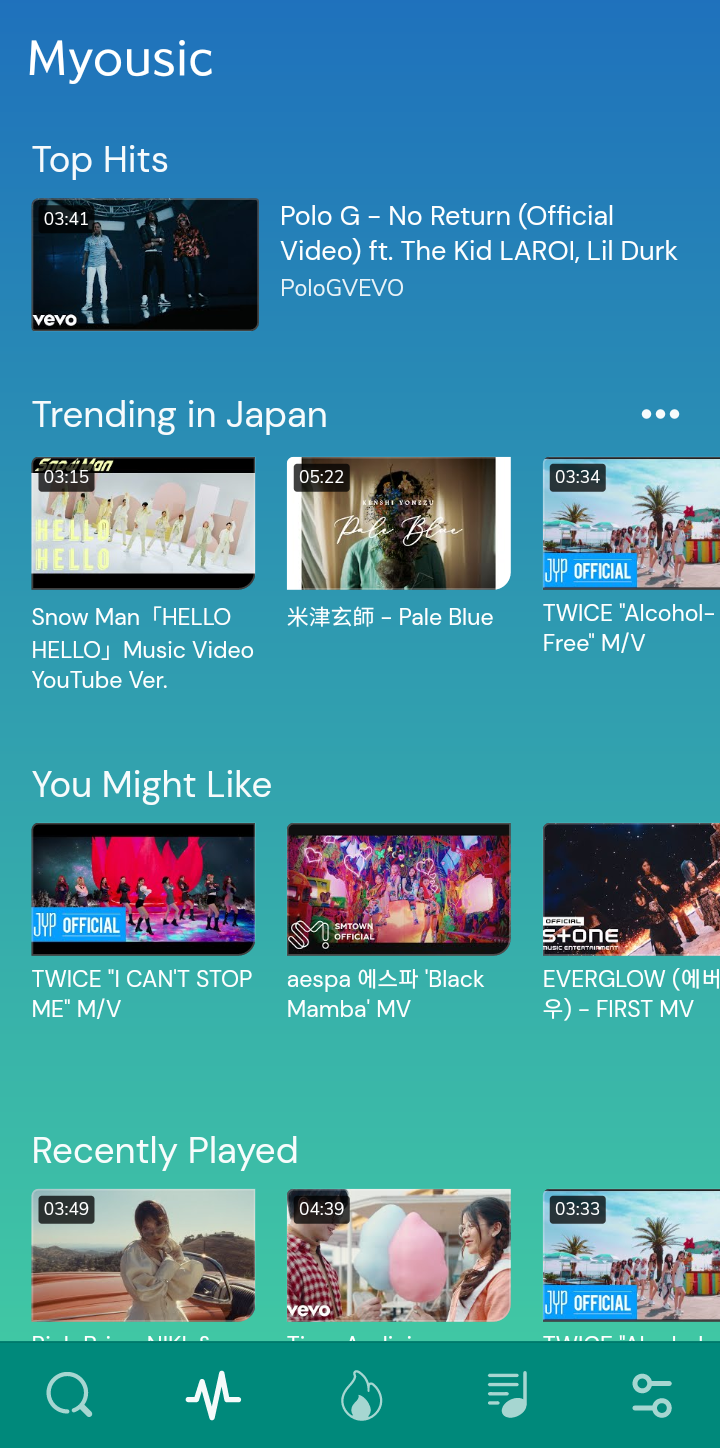 Myousic
Top Hits
03:41
vevo
Polo G - No Return (Official
Video) ft. The Kid LAROI, Lil Durk
PoloGVEVO
Trending in Japan
Snow Man
03:15
HELLO
HELLO
Snow Man「HELLO
HELLO」Music Video
YouTube Ver.
05:22
KENSHI YONEZU
Pale Blue
米津玄師 - Pale Blue
03:34
JYP OFFICIAL
TWICE "Alcohol-
Free" M/V
You Might Like
JYP OFFICIAL
TWICE "I CAN'T STOP
ME" M/V
SMTOWN
OFFICIAL
aespa 에스파 'Black
Mamba' MV
OFFICIAL
STONE
MUSIC ENTERTAINMENT
EVERGLOW (에버
우) - FIRST MV
Recently Played
03:49
04:39
vevo
03:33
JYP OFFICIAL